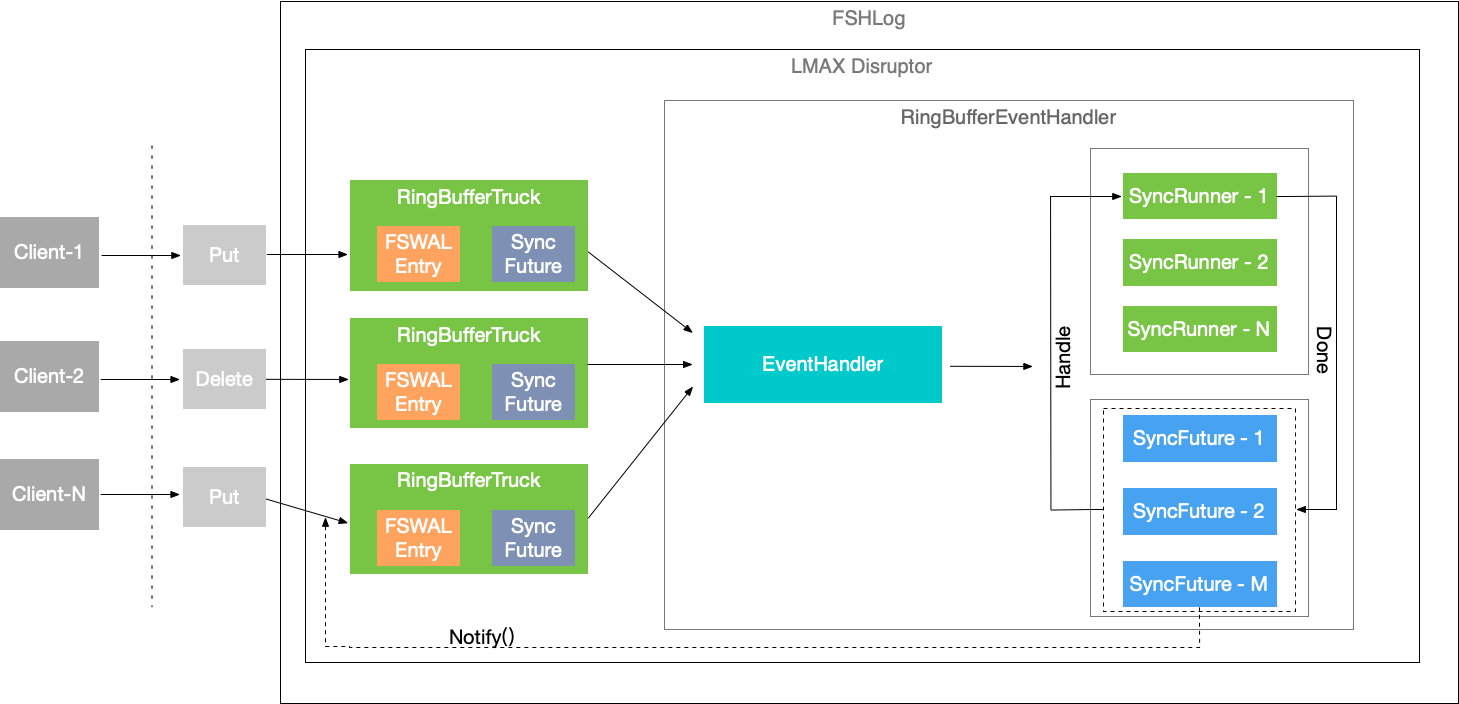 FSHLog
LMAX Disruptor
RingBufferEventHandler
Client-1
Put
RingBufferTruck
FSWAL
Entry
Sync
Future
Client-2
Delete
RingBufferTruck
FSWAL
Entry
Sync
Future
Client-N
Put
RingBufferTruck
FSWAL
Entry
Sync
Future
EventHandler
Handle
SyncRunner - 1
SyncRunner - 2
SyncRunner - N
Done
SyncFuture - 1
SyncFuture - 2
SyncFuture - M
Notify()